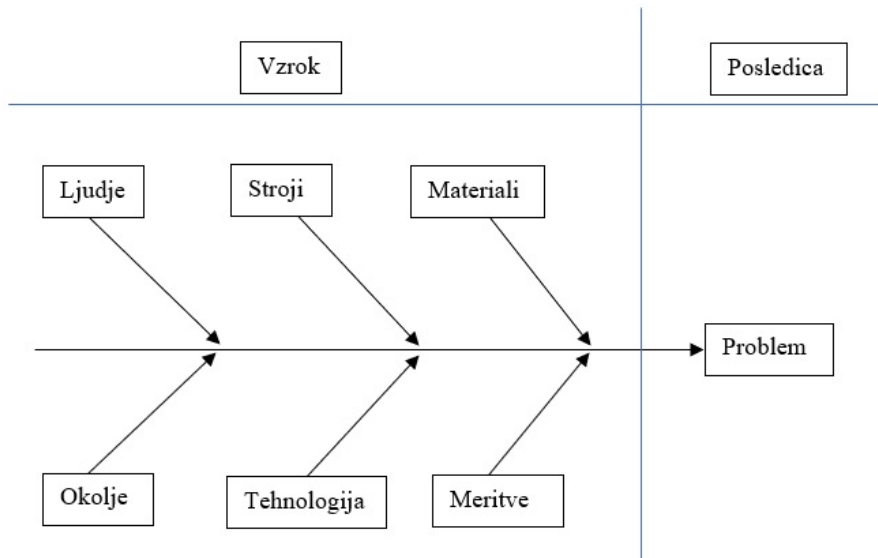 Vzrok
Posledica
Ljudje
Stroji
Materiali
Problem
Okolje
Tehnologija
Meritve